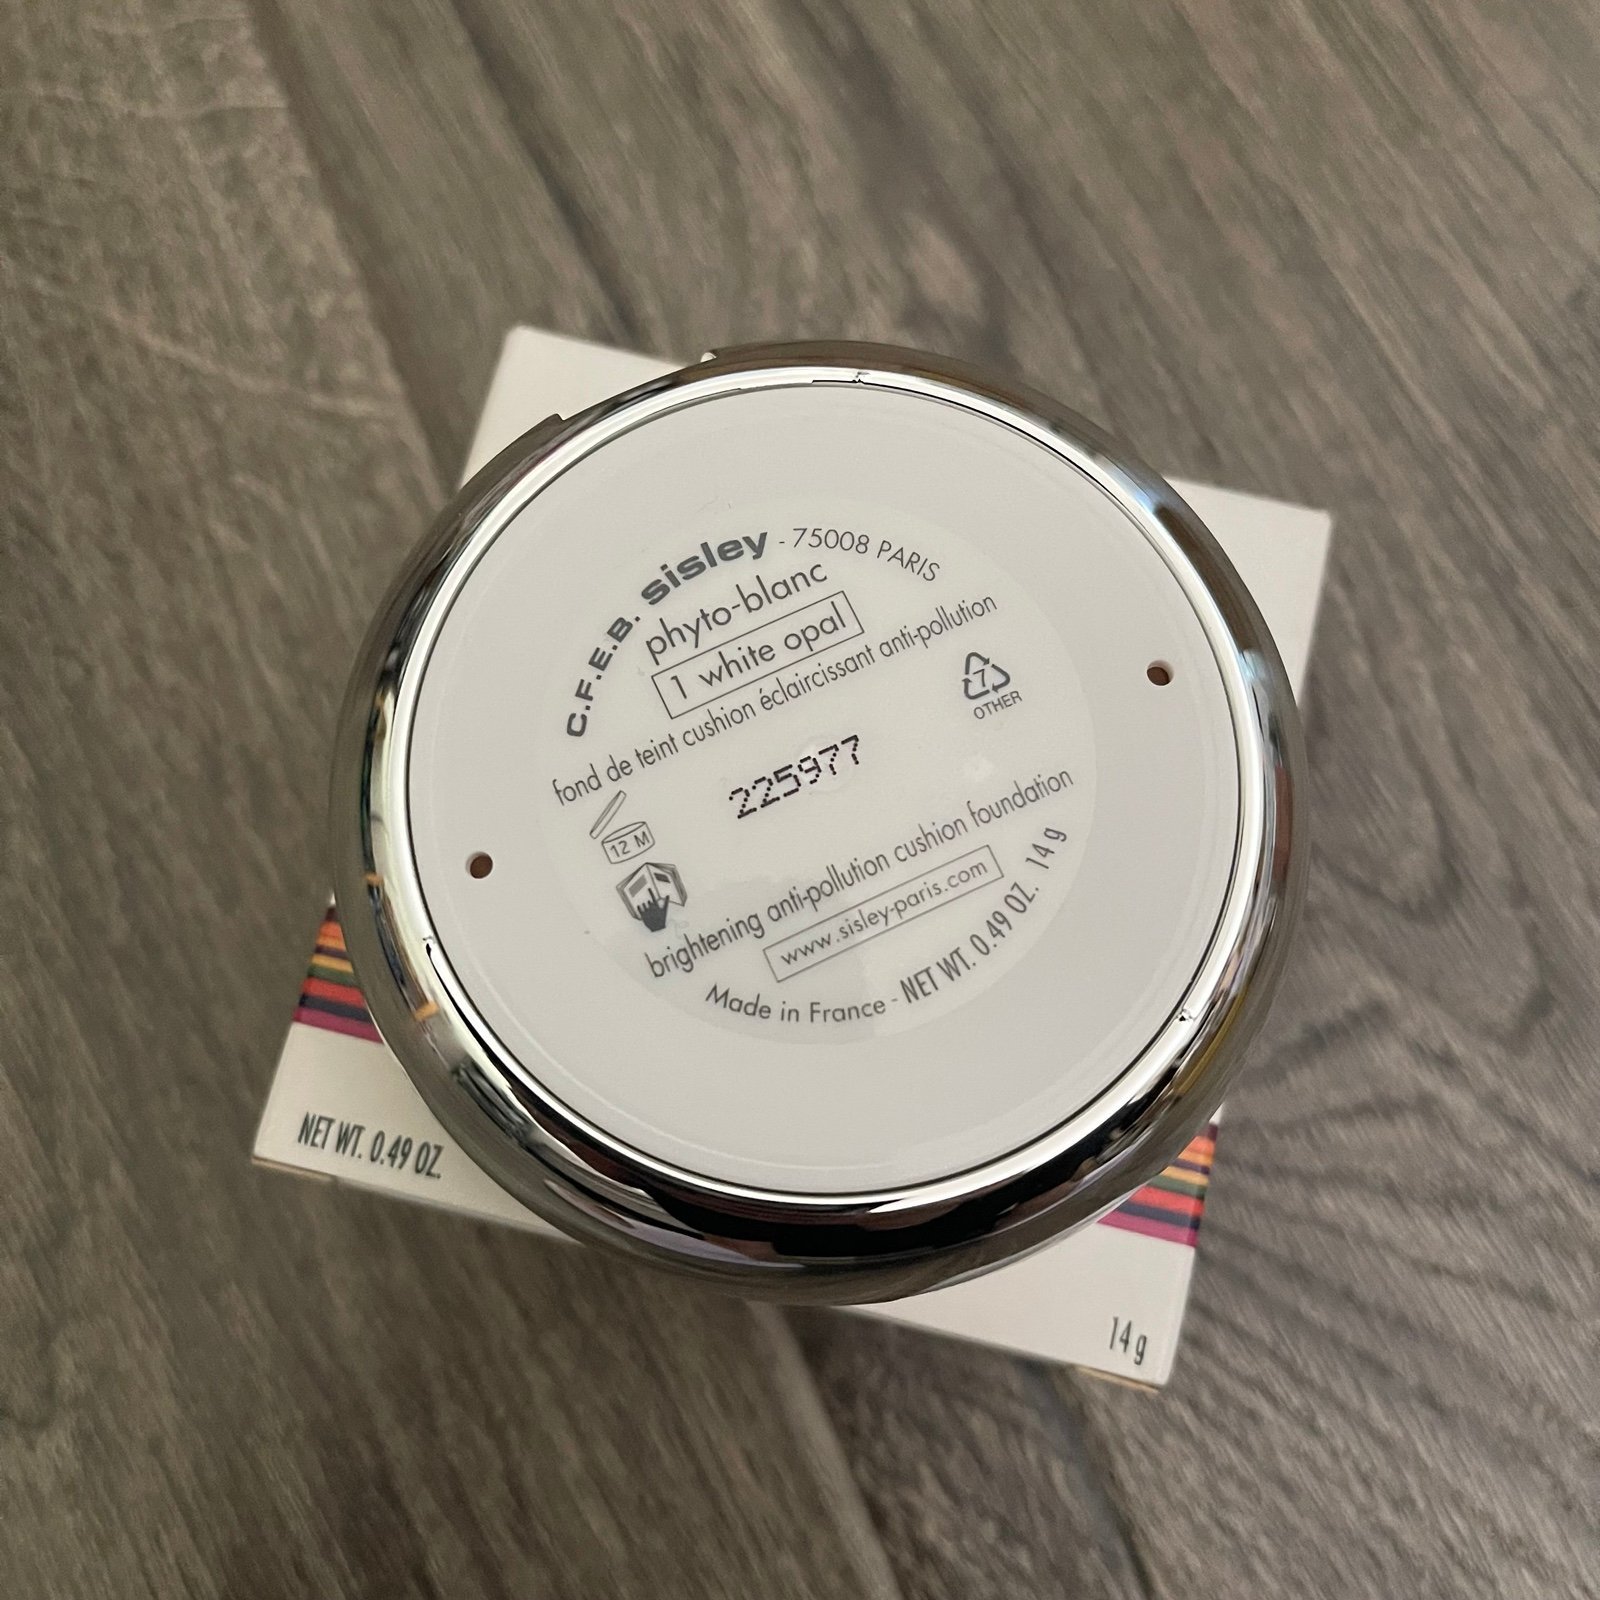 C.F.E.B. sisley - 75008 PARIS
phyto-blanc
1 white opal
fond de teint cushion éclaircissant anti-pollution
7
OTHER
225977
12 M
brightening anti-pollution cushion foundation
www.sisley-paris.com
Made in France - NET WT. 0.49 OZ. 14 g
NET WT. 0.49 OZ.
14 g